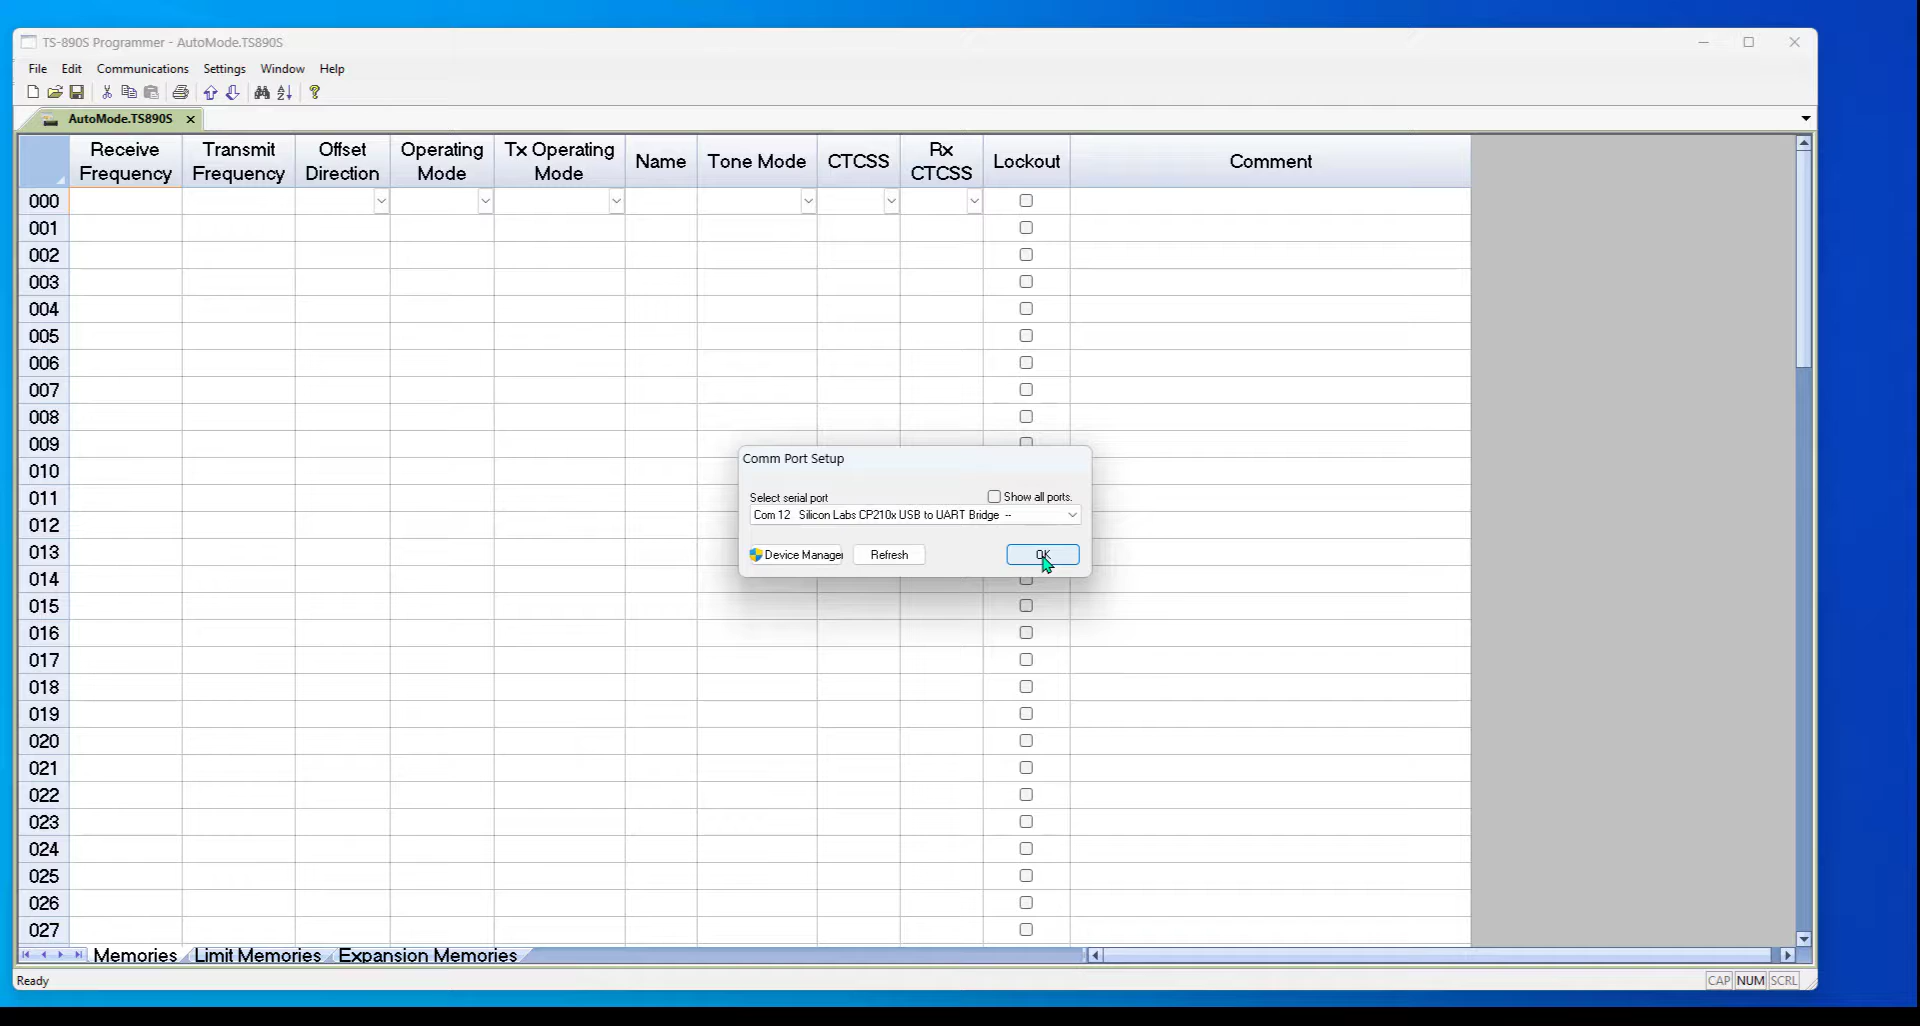 TS-890S Programmer - AutoMode.TS890S
File Edit Communications Settings Window Help
AutoMode.TS890S
Receive Frequency Transmit Frequency Offset Direction Operating Mode Tx Operating Mode Name Tone Mode CTCSS Rx CTCSS Lockout Comment
000
001
002
003
004
005
006
007
008
009
010
011
012
013
014
015
016
017
018
019
020
021
022
023
024
025
026
027
Comm Port Setup
Select serial port Show all ports.
Com 12 Silicon Labs CP210x USB to UART Bridge --
Device Manager Refresh OK
Memories Limit Memories Expansion Memories
Ready CAP NUM SCRL